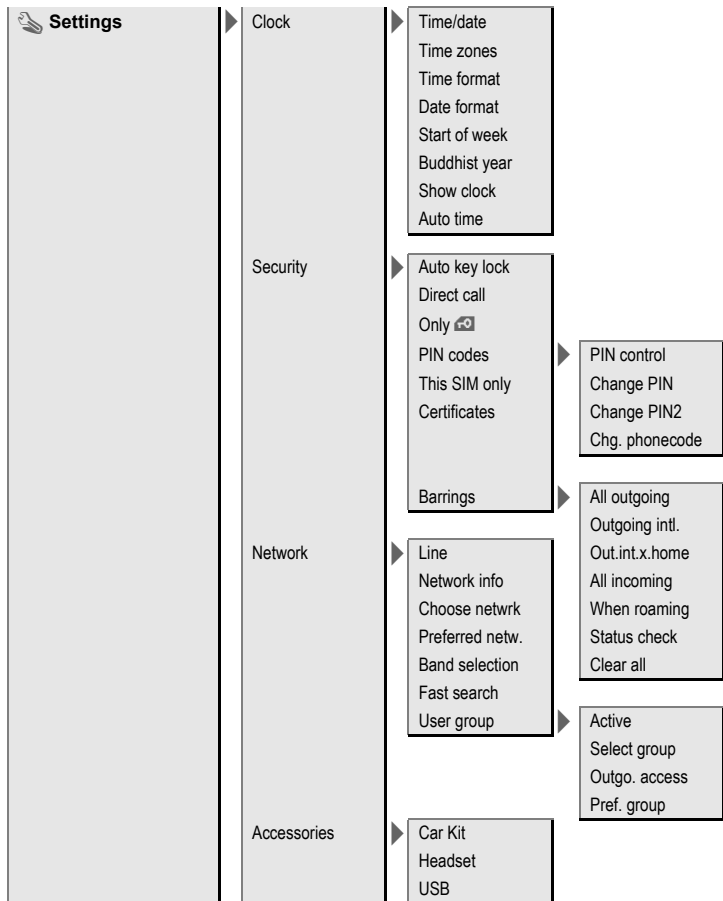 Settings
Clock
Time/date
Time zones
Time format
Date format
Start of week
Buddhist year
Show clock
Auto time
Security
Auto key lock
Direct call
Only
PIN codes
PIN control
Change PIN
Change PIN2
Chg. phonecode
This SIM only
Certificates
Barrings
All outgoing
Outgoing intl.
Out.int.x.home
All incoming
When roaming
Status check
Clear all
Network
Line
Network info
Choose netwrk
Preferred netw.
Band selection
Fast search
User group
Active
Select group
Outgo. access
Pref. group
Accessories
Car Kit
Headset
USB